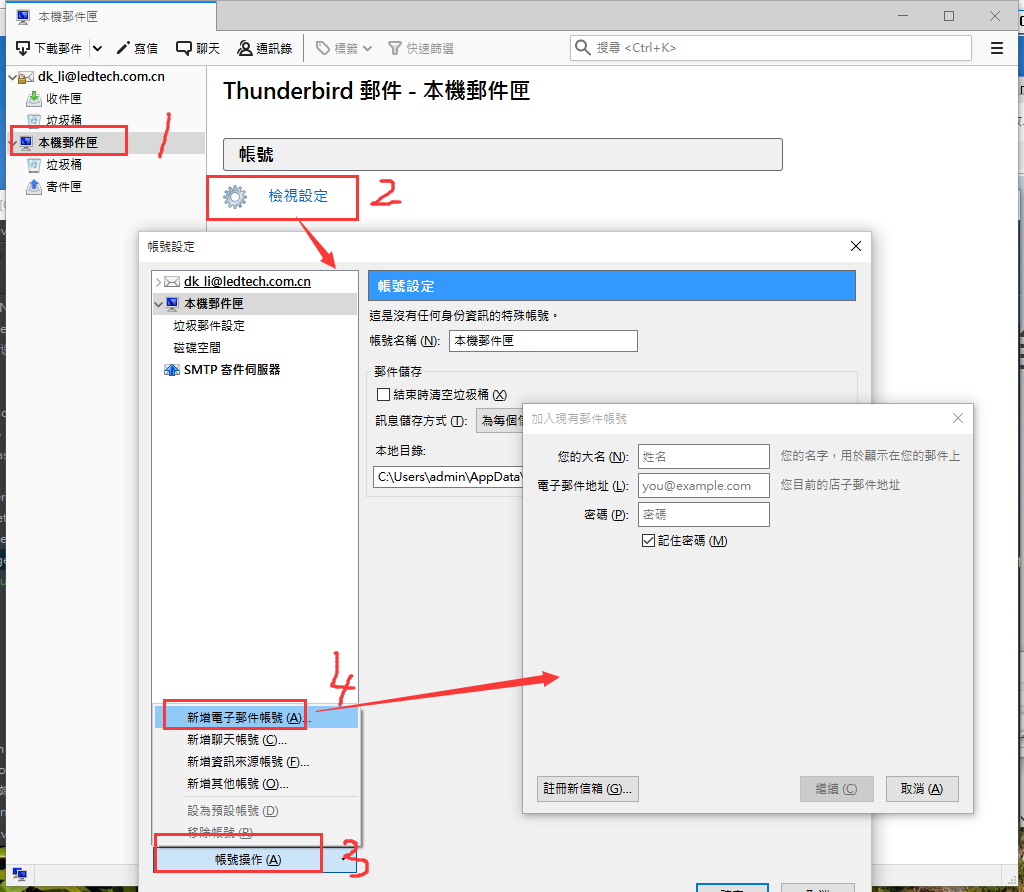 本機郵件匣
下載郵件 寫信 聊天 通訊錄 標籤 快速篩選 搜尋 <Ctrl+K>
dk_li@ledtech.com.cn
收件匣
垃圾桶
本機郵件匣
垃圾桶
寄件匣
1
Thunderbird 郵件 - 本機郵件匣
帳號
檢視設定
2
帳號設定
dk_li@ledtech.com.cn
本機郵件匣
垃圾郵件設定
磁碟空間
SMTP 寄件伺服器
帳號設定
這是沒有任何身份資訊的特殊帳號。
帳號名稱 (N): 本機郵件匣
郵件儲存
結束時清空垃圾桶 (X)
訊息儲存方式 (T): 為每個
本地目錄:
C:\Users\admin\AppData\
加入現有郵件帳號
您的大名 (N): 姓名 您的名字，用於顯示在您的郵件上
電子郵件地址 (L): you@example.com 您目前的店子郵件地址
密碼 (P): 密碼
記住密碼 (M)
註冊新信箱 (G)... 繼續 (C) 取消 (A)
4
新增電子郵件帳號 (A)...
新增聊天帳號 (C)...
新增資訊來源帳號 (F)...
新增其他帳號 (O)...
設為預設帳號 (D)
移除帳號 (R)
帳號操作 (A)
3